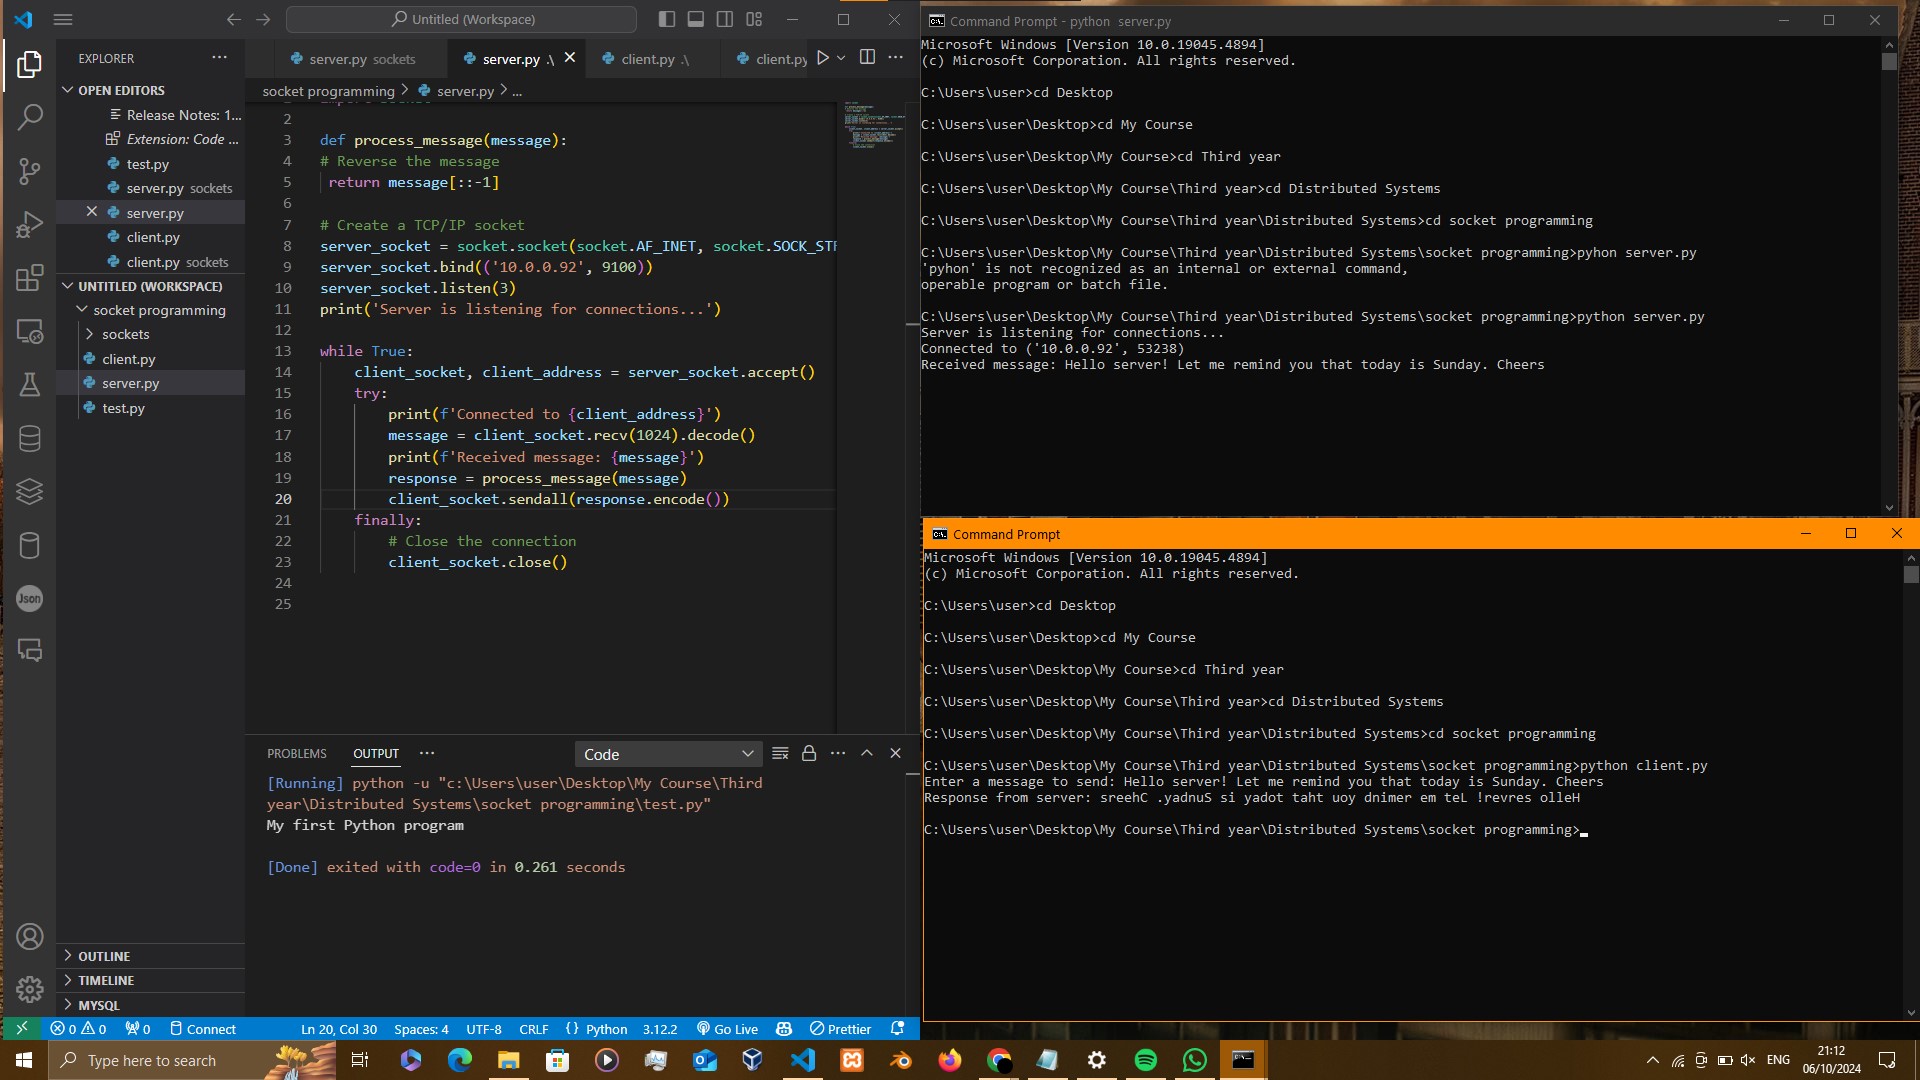 Untitled (Workspace)
EXPLORER
OPEN EDITORS
Release Notes: 1...
Extension: Code ...
test.py
server.py sockets
server.py
client.py
client.py sockets
UNTITLED (WORKSPACE)
socket programming
sockets
client.py
server.py
test.py
OUTLINE
TIMELINE
MYSQL
Json
server.py sockets
server.py .\
client.py .\
client.py
socket programming > server.py > ...
2
3 def process_message(message):
4 # Reverse the message
5 return message[::-1]
6
7 # Create a TCP/IP socket
8 server_socket = socket.socket(socket.AF_INET, socket.SOCK_STR
9 server_socket.bind(('10.0.0.92', 9100))
10 server_socket.listen(3)
11 print('Server is listening for connections...')
12
13 while True:
14 client_socket, client_address = server_socket.accept()
15 try:
16 print(f'Connected to {client_address}')
17 message = client_socket.recv(1024).decode()
18 print(f'Received message: {message}')
19 response = process_message(message)
20 client_socket.sendall(response.encode())
21 finally:
22 # Close the connection
23 client_socket.close()
24
25
PROBLEMS OUTPUT ... Code
[Running] python -u "c:\Users\user\Desktop\My Course\Third
year\Distributed Systems\socket programming\test.py"
My first Python program
[Done] exited with code=0 in 0.261 seconds
0 0 0 Connect Ln 20, Col 30 Spaces: 4 UTF-8 CRLF {} Python 3.12.2 Go Live Prettier
Command Prompt - python server.py
Microsoft Windows [Version 10.0.19045.4894]
(c) Microsoft Corporation. All rights reserved.
C:\Users\user>cd Desktop
C:\Users\user\Desktop>cd My Course
C:\Users\user\Desktop\My Course>cd Third year
C:\Users\user\Desktop\My Course\Third year>cd Distributed Systems
C:\Users\user\Desktop\My Course\Third year\Distributed Systems>cd socket programming
C:\Users\user\Desktop\My Course\Third year\Distributed Systems\socket programming>pyhon server.py
'pyhon' is not recognized as an internal or external command,
operable program or batch file.
C:\Users\user\Desktop\My Course\Third year\Distributed Systems\socket programming>python server.py
Server is listening for connections...
Connected to ('10.0.0.92', 53238)
Received message: Hello server! Let me remind you that today is Sunday. Cheers
Command Prompt
Microsoft Windows [Version 10.0.19045.4894]
(c) Microsoft Corporation. All rights reserved.
C:\Users\user>cd Desktop
C:\Users\user\Desktop>cd My Course
C:\Users\user\Desktop\My Course>cd Third year
C:\Users\user\Desktop\My Course\Third year>cd Distributed Systems
C:\Users\user\Desktop\My Course\Third year\Distributed Systems>cd socket programming
C:\Users\user\Desktop\My Course\Third year\Distributed Systems\socket programming>python client.py
Enter a message to send: Hello server! Let me remind you that today is Sunday. Cheers
Response from server: sreehC .yadnuS si yadot taht uoy dnimer em teL !revres olleH
C:\Users\user\Desktop\My Course\Third year\Distributed Systems\socket programming>
Type here to search
ENG
21:12
06/10/2024